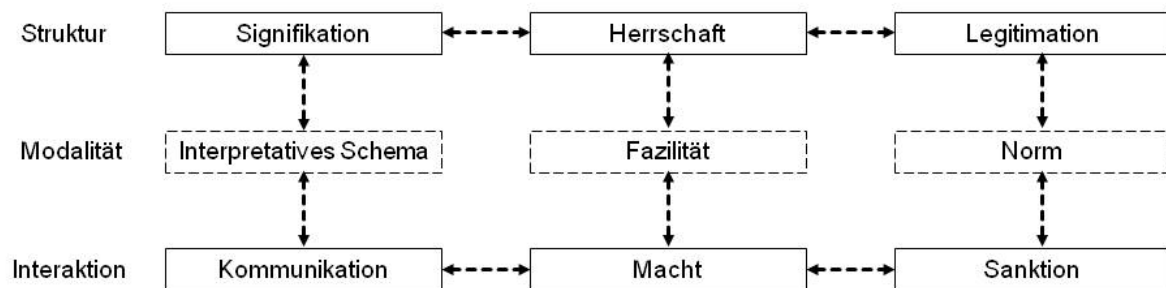 Struktur Signifikation Herrschaft Legitimation
Modalität Interpretatives Schema Fazilität Norm
Interaktion Kommunikation Macht Sanktion